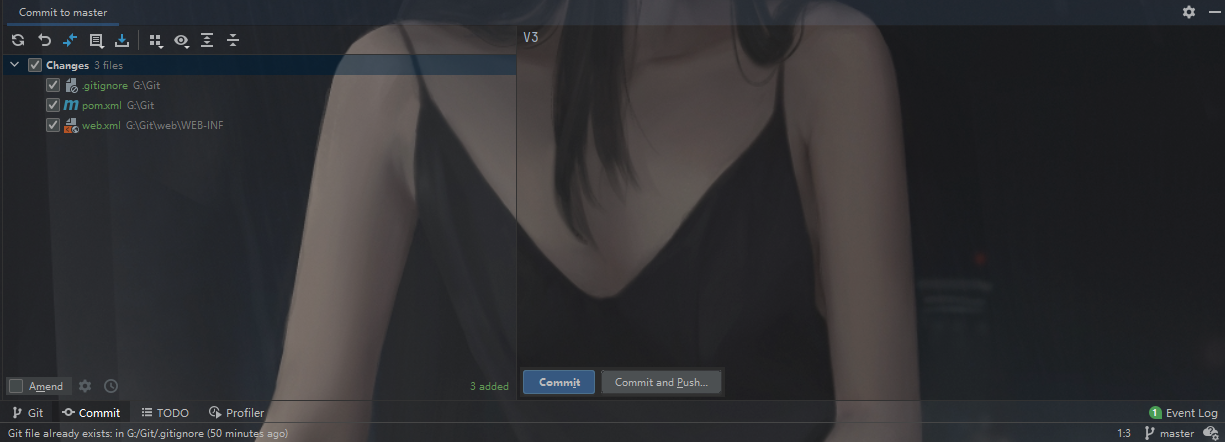 Commit to master
V3
Changes 3 files
.gitignore G:\Git
pom.xml G:\Git
web.xml G:\Git\web\WEB-INF
Amend
3 added
Commit
Commit and Push...
Git
Commit
TODO
Profiler
1 Event Log
Git file already exists: in G:/Git/.gitignore (50 minutes ago)
1:3
master